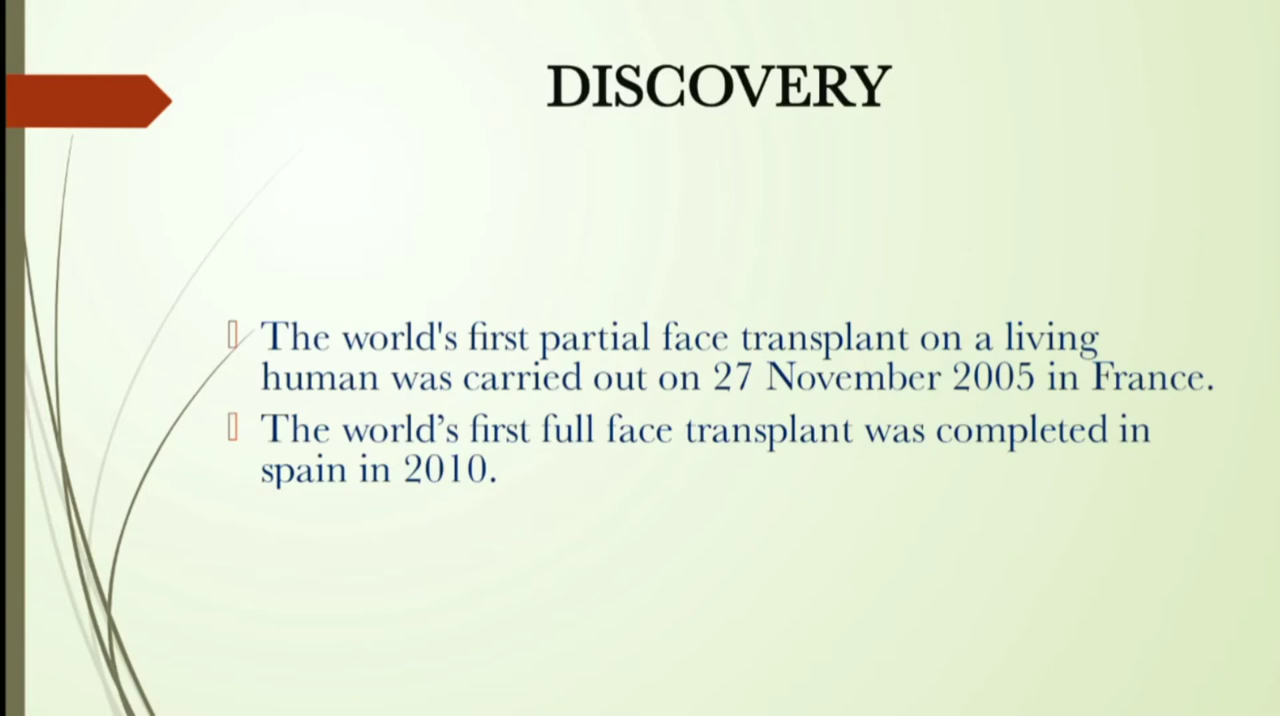 DISCOVERY
The world's first partial face transplant on a living
human was carried out on 27 November 2005 in France.
The world’s first full face transplant was completed in
spain in 2010.